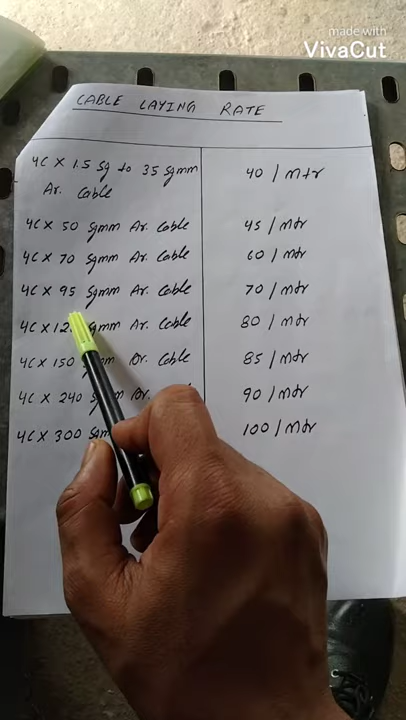 made with
VivaCut
CABLE LAYING RATE
4C X 1.5 Sq to 35 Sqmm 40 / Mtr
Ar. Cable
4C X 50 Sqmm Ar. Cable 45 / Mtr
4C X 70 Sqmm Ar. Cable 60 / Mtr
4C X 95 Sqmm Ar. Cable 70 / Mtr
4C X Sqmm Ar. Cable 80 / Mtr
4C X 150 Ar. Cable 85 / Mtr
4C X 240 Ar. 90 / Mtr
4C X 300 Sqm 100 / Mtr